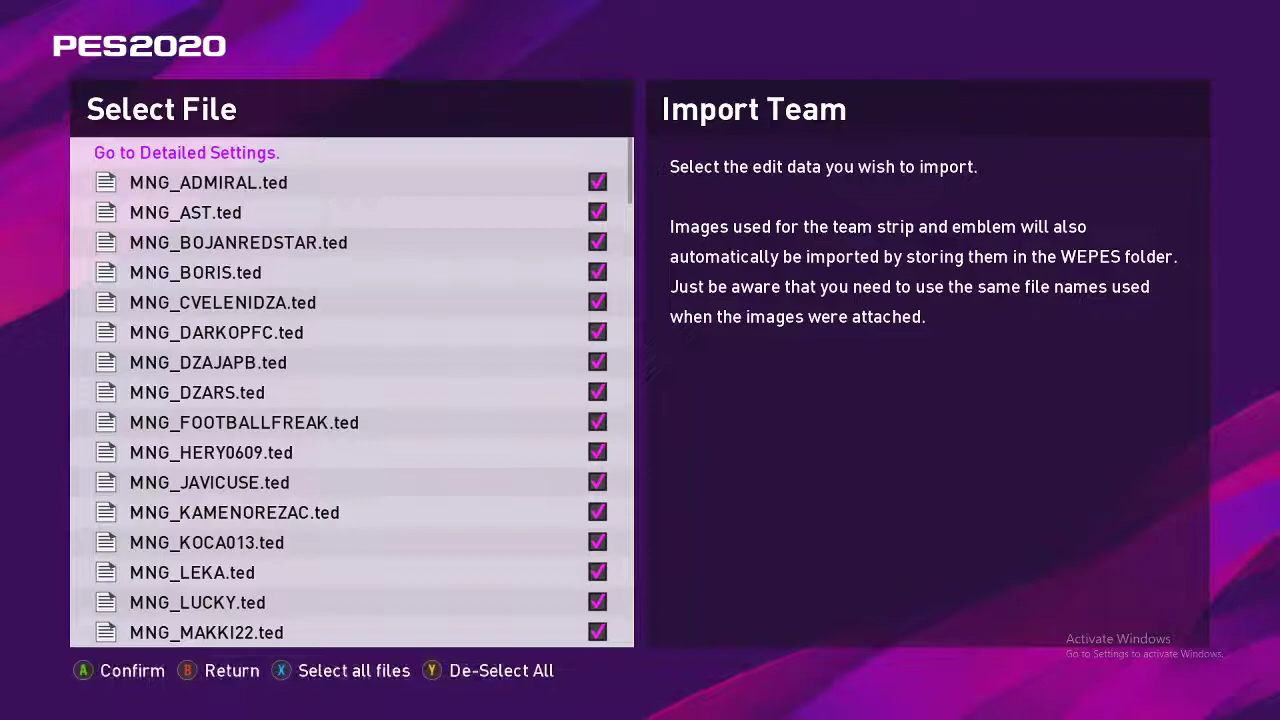 PES2020
Select File
Go to Detailed Settings.
MNG_ADMIRAL.ted
MNG_AST.ted
MNG_BOJANREDSTAR.ted
MNG_BORIS.ted
MNG_CVELENIDZA.ted
MNG_DARKOPFC.ted
MNG_DZAJAPB.ted
MNG_DZARS.ted
MNG_FOOTBALLFREAK.ted
MNG_HERY0609.ted
MNG_JAVICUSE.ted
MNG_KAMENOREZAC.ted
MNG_KOCA013.ted
MNG_LEKA.ted
MNG_LUCKY.ted
MNG_MAKKI22.ted
Import Team
Select the edit data you wish to import.
Images used for the team strip and emblem will also
automatically be imported by storing them in the WEPES folder.
Just be aware that you need to use the same file names used
when the images were attached.
Activate Windows
Go to Settings to activate Windows.
A Confirm B Return X Select all files Y De-Select All